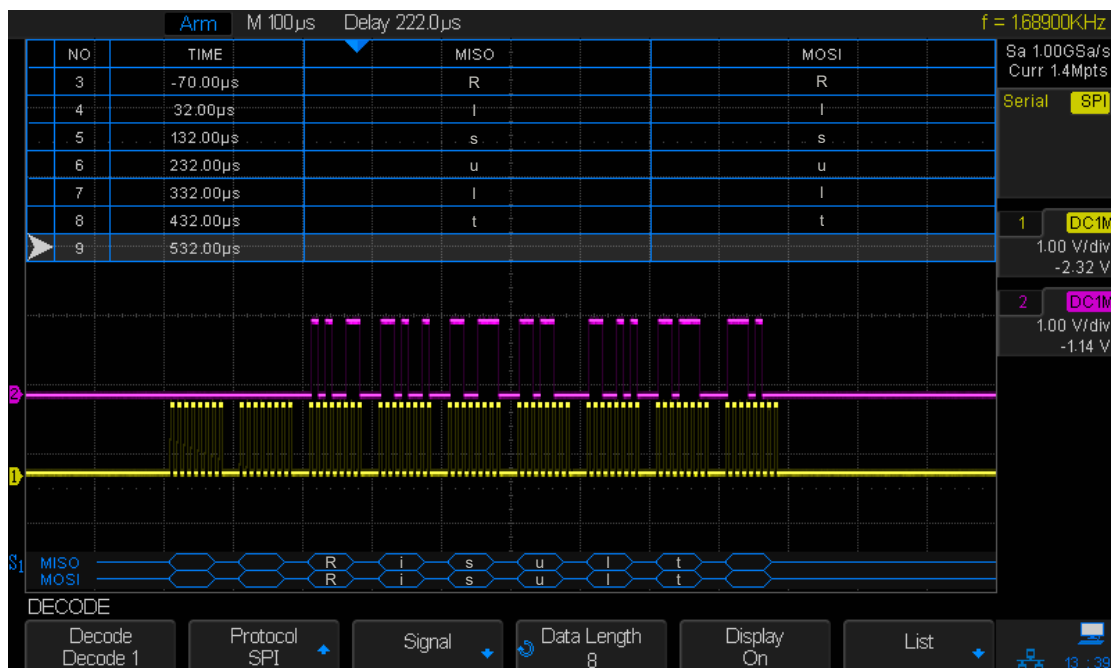 Arm M 100µs Delay 222.0µs f = 1.68900KHz
NO TIME MISO MOSI
3 -70.00µs R R
4 32.00µs I I
5 132.00µs s s
6 232.00µs u u
7 332.00µs l l
8 432.00µs t t
9 532.00µs
Sa 1.00GSa/s
Curr 1.4Mpts
Serial SPI
1 DC1M
1.00 V/div
-2.32 V
2 DC1M
1.00 V/div
-1.14 V
2
1
S1 MISO R i s u l t
MOSI R i s u l t
DECODE
Decode Protocol Signal Data Length Display List
Decode 1 SPI 8 On
13 : 39